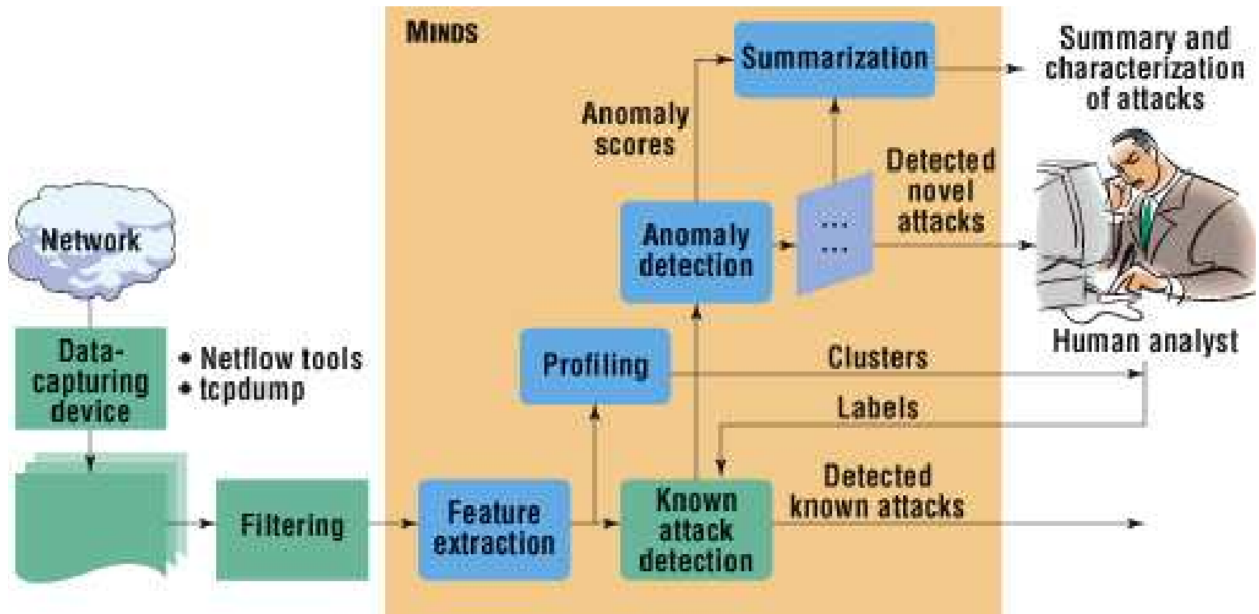 MINDS
Summarization
Summary and
characterization
of attacks
Anomaly
scores
Detected
novel
attacks
Network
Anomaly
detection
...
...
Data-
capturing
device
• Netflow tools
• tcpdump
Profiling
Clusters
Human analyst
Labels
Filtering
Feature
extraction
Known
attack
detection
Detected
known attacks